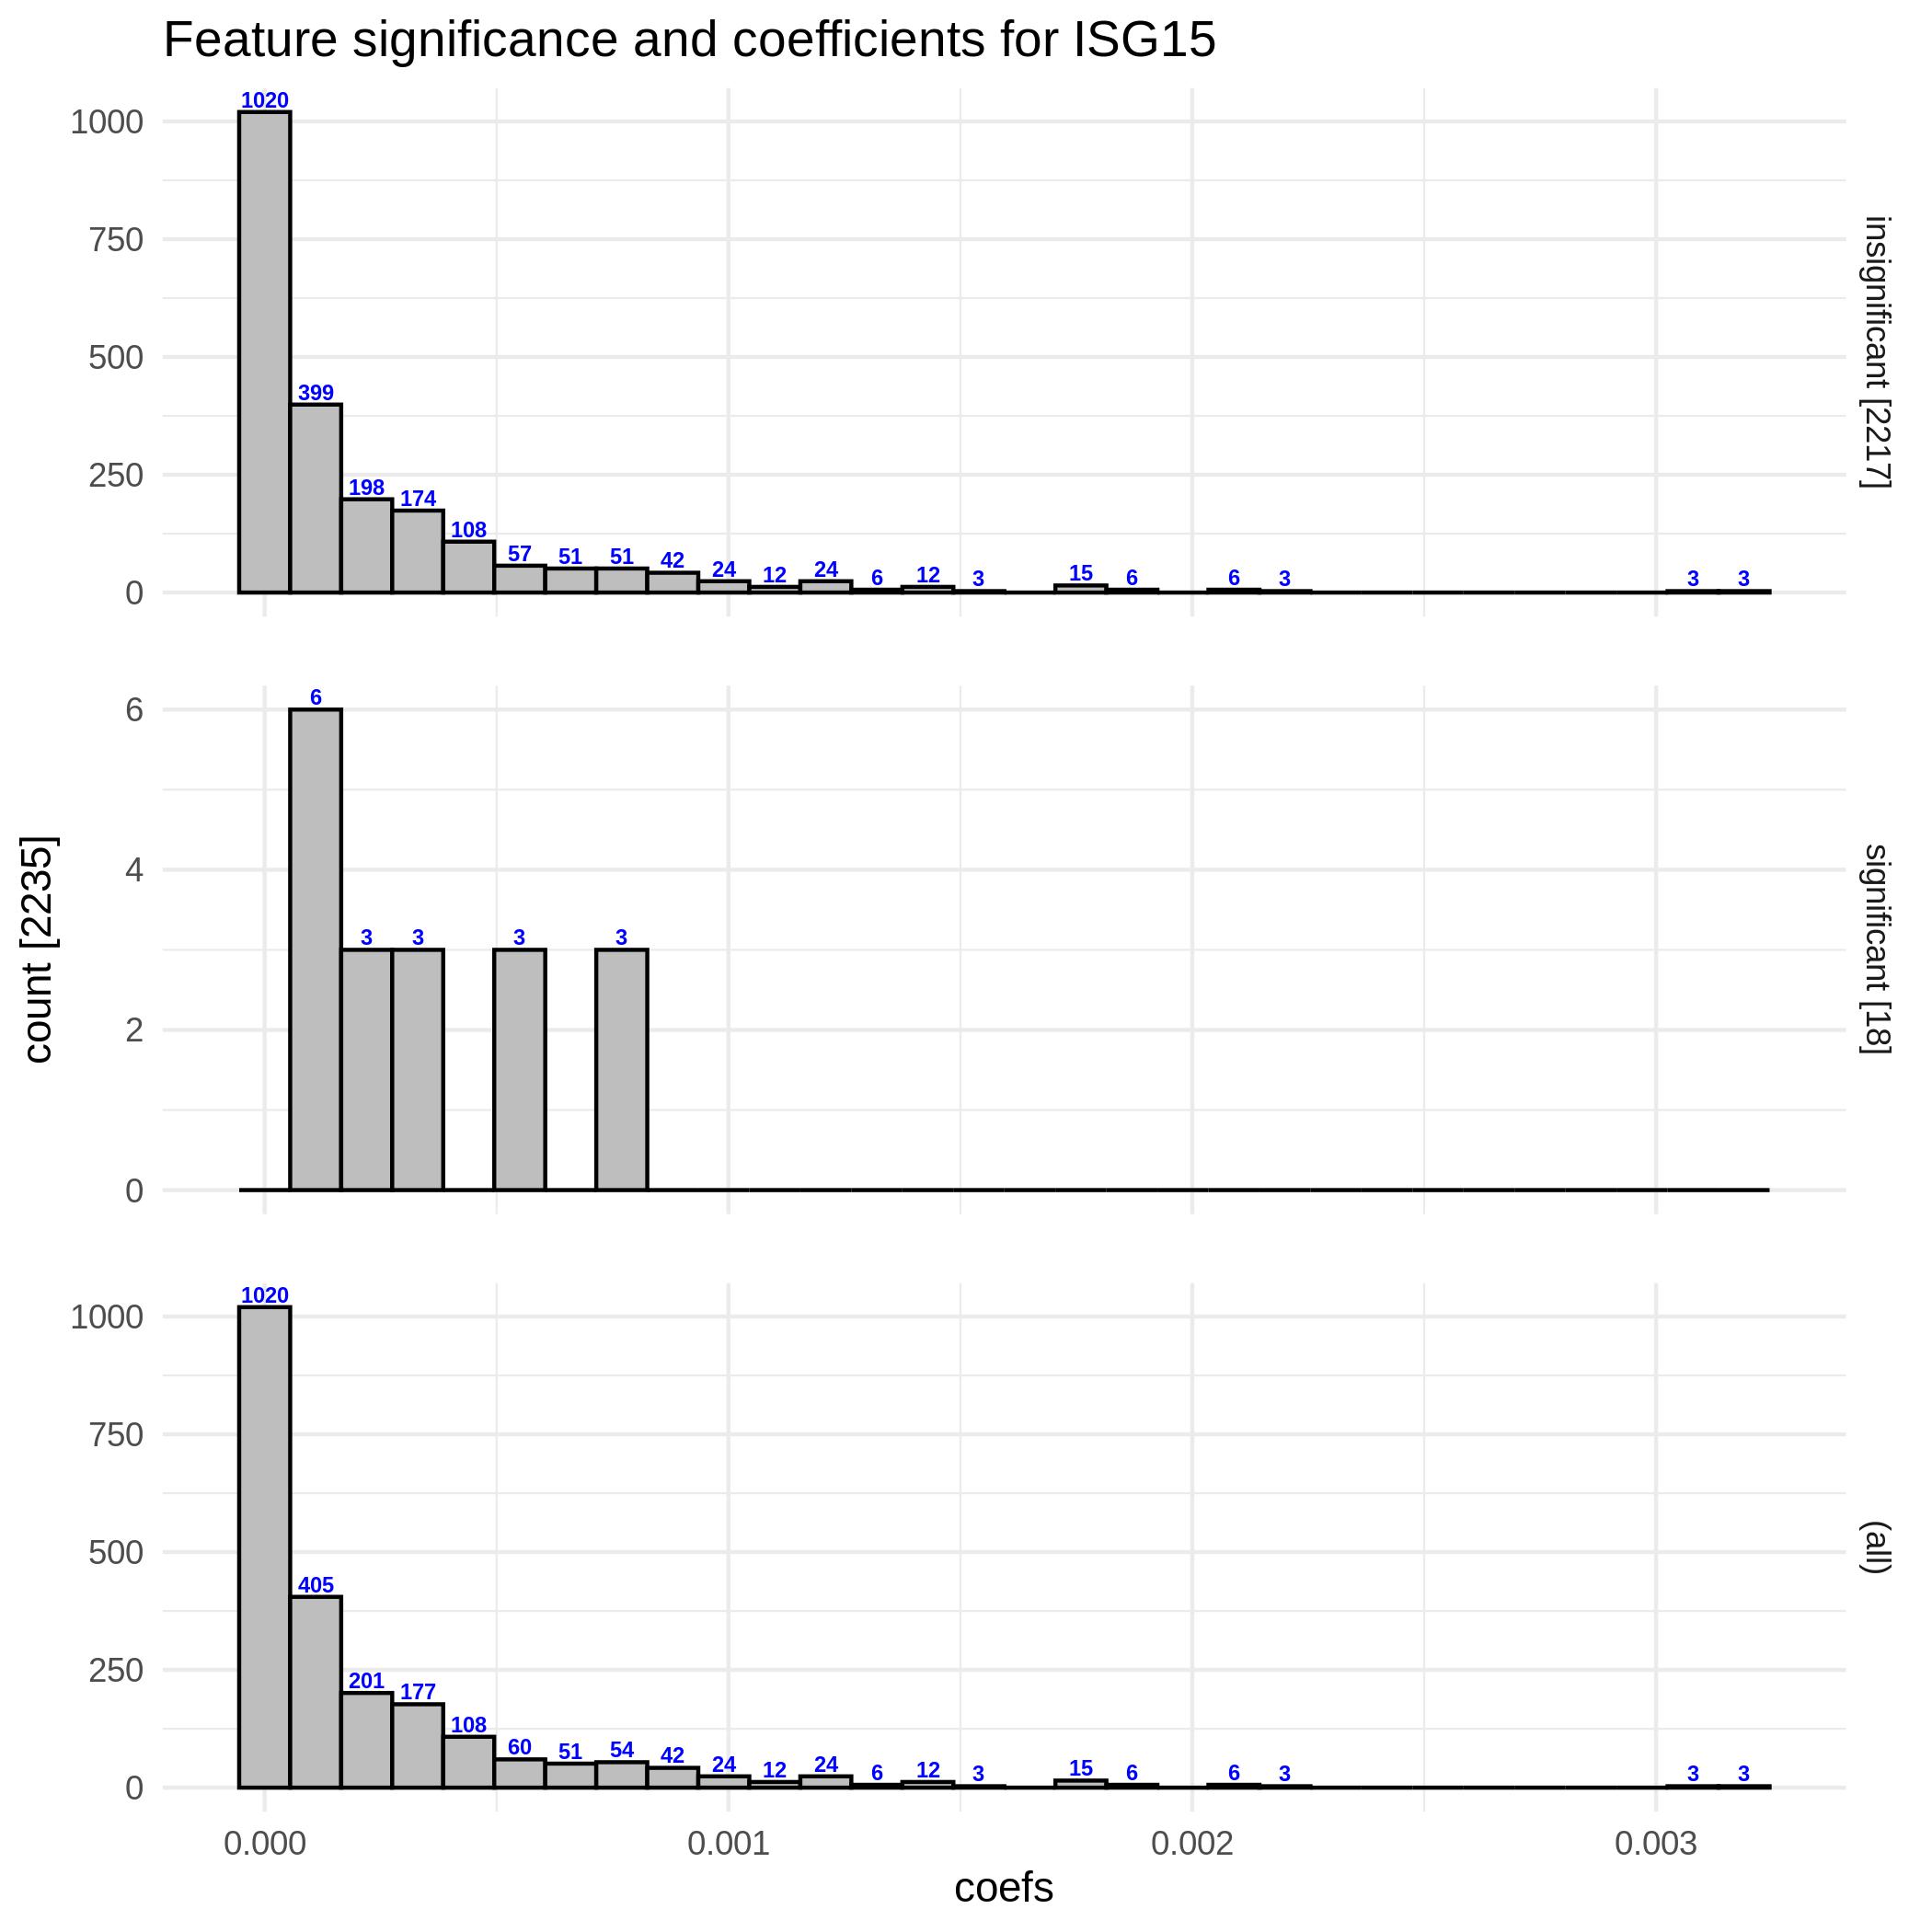 Feature significance and coefficients for ISG15
1020
1000
750
500
399
250
198 174
108
57 51 51 42 24 12 24 6 12 3 15 6 6 3 3 3
0
insignificant [2217]
6
6
4
3 3 3 3
2
0
significant [18]
count [2235]
1020
1000
750
500
405
250
201 177
108
60 51 54 42 24 12 24 6 12 3 15 6 6 3 3 3
0
(all)
0.000 0.001 0.002 0.003
coefs